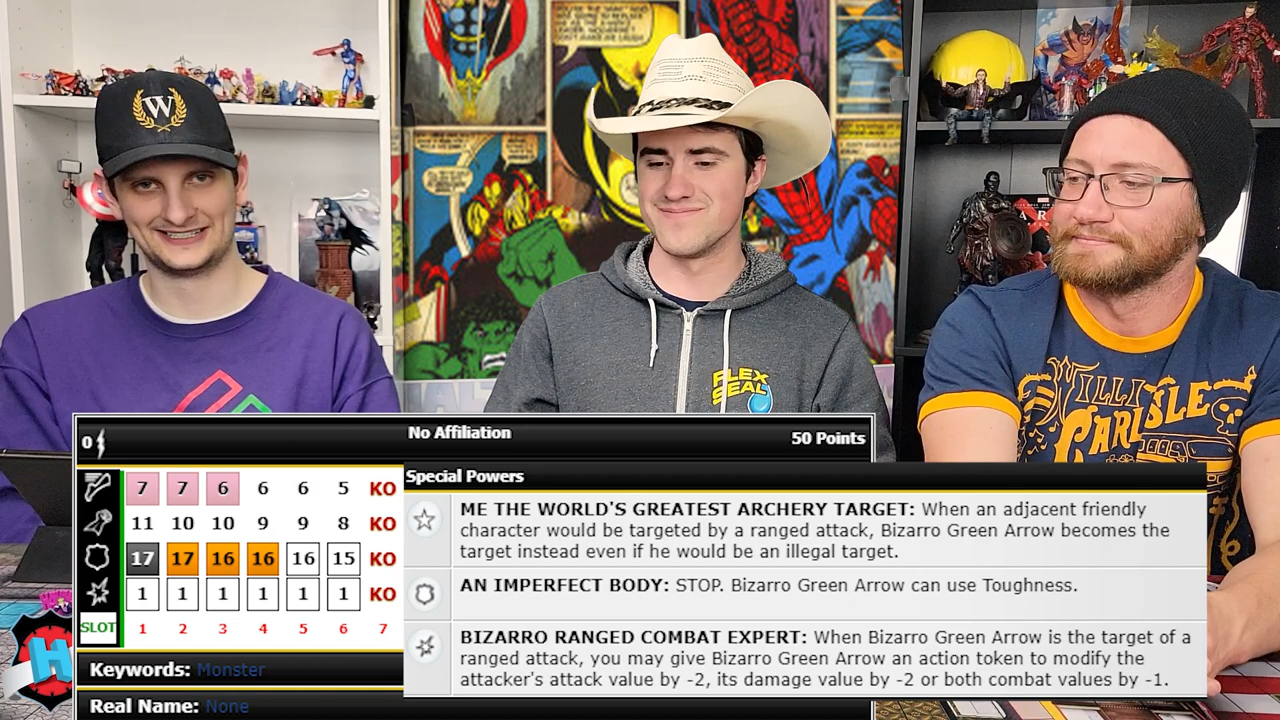 W
FLEX
SEAL
WILLI
CARLISLE
0
No Affiliation
50 Points
7 7 6 6 6 5 KO
11 10 10 9 9 8 KO
17 17 16 16 16 15 KO
1 1 1 1 1 1 KO
SLOT 1 2 3 4 5 6 7
Keywords: Monster
Real Name: None
Special Powers
ME THE WORLD'S GREATEST ARCHERY TARGET: When an adjacent friendly
character would be targeted by a ranged attack, Bizarro Green Arrow becomes the
target instead even if he would be an illegal target.
AN IMPERFECT BODY: STOP. Bizarro Green Arrow can use Toughness.
BIZARRO RANGED COMBAT EXPERT: When Bizarro Green Arrow is the target of a
ranged attack, you may give Bizarro Green Arrow an action token to modify the
attacker's attack value by -2, its damage value by -2 or both combat values by -1.
H